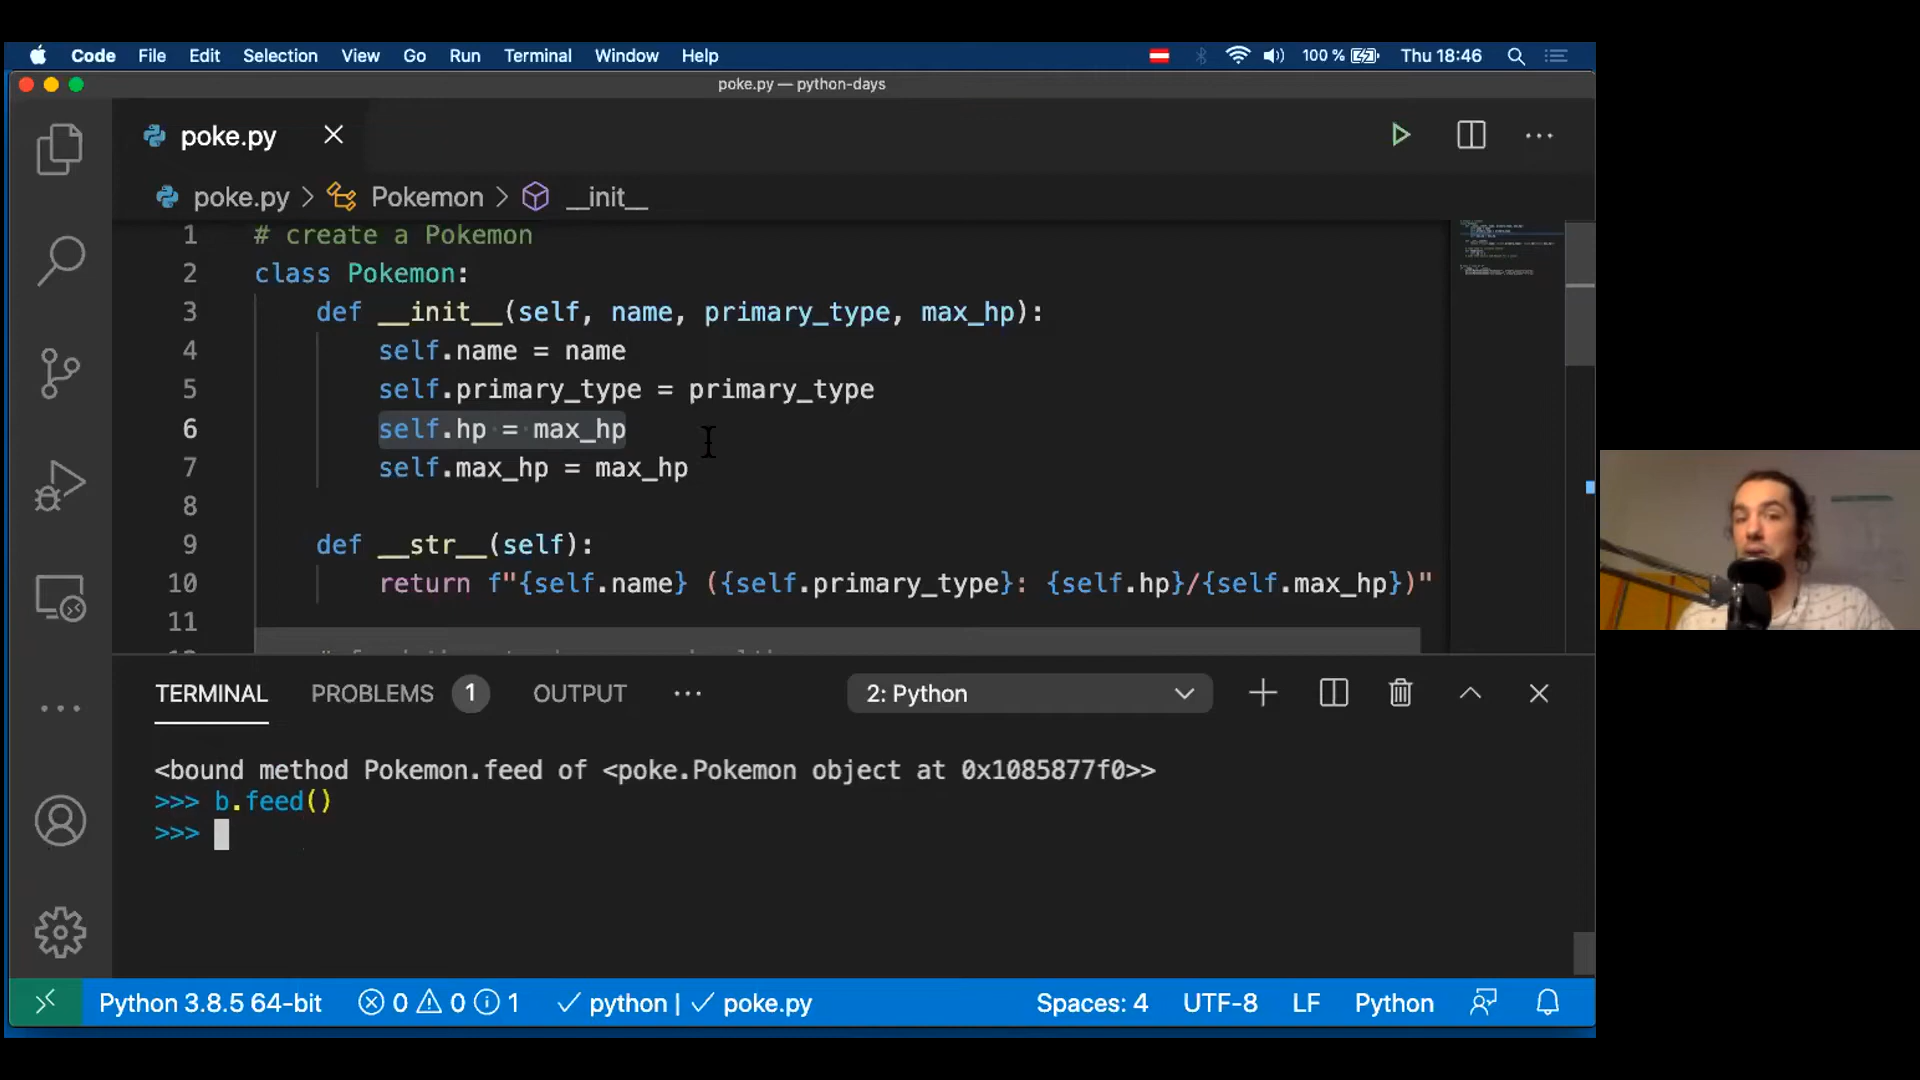 Code File Edit Selection View Go Run Terminal Window Help 100 % Thu 18:46
poke.py — python-days
poke.py
poke.py > Pokemon > __init__
1 # create a Pokemon
2 class Pokemon:
3 def __init__(self, name, primary_type, max_hp):
4 self.name = name
5 self.primary_type = primary_type
6 self.hp = max_hp
7 self.max_hp = max_hp
8
9 def __str__(self):
10 return f"{self.name} ({self.primary_type}: {self.hp}/{self.max_hp})"
11
TERMINAL PROBLEMS 1 OUTPUT ... 2: Python
<bound method Pokemon.feed of <poke.Pokemon object at 0x1085877f0>>
>>> b.feed()
>>>
Python 3.8.5 64-bit 0 0 1 python | poke.py Spaces: 4 UTF-8 LF Python